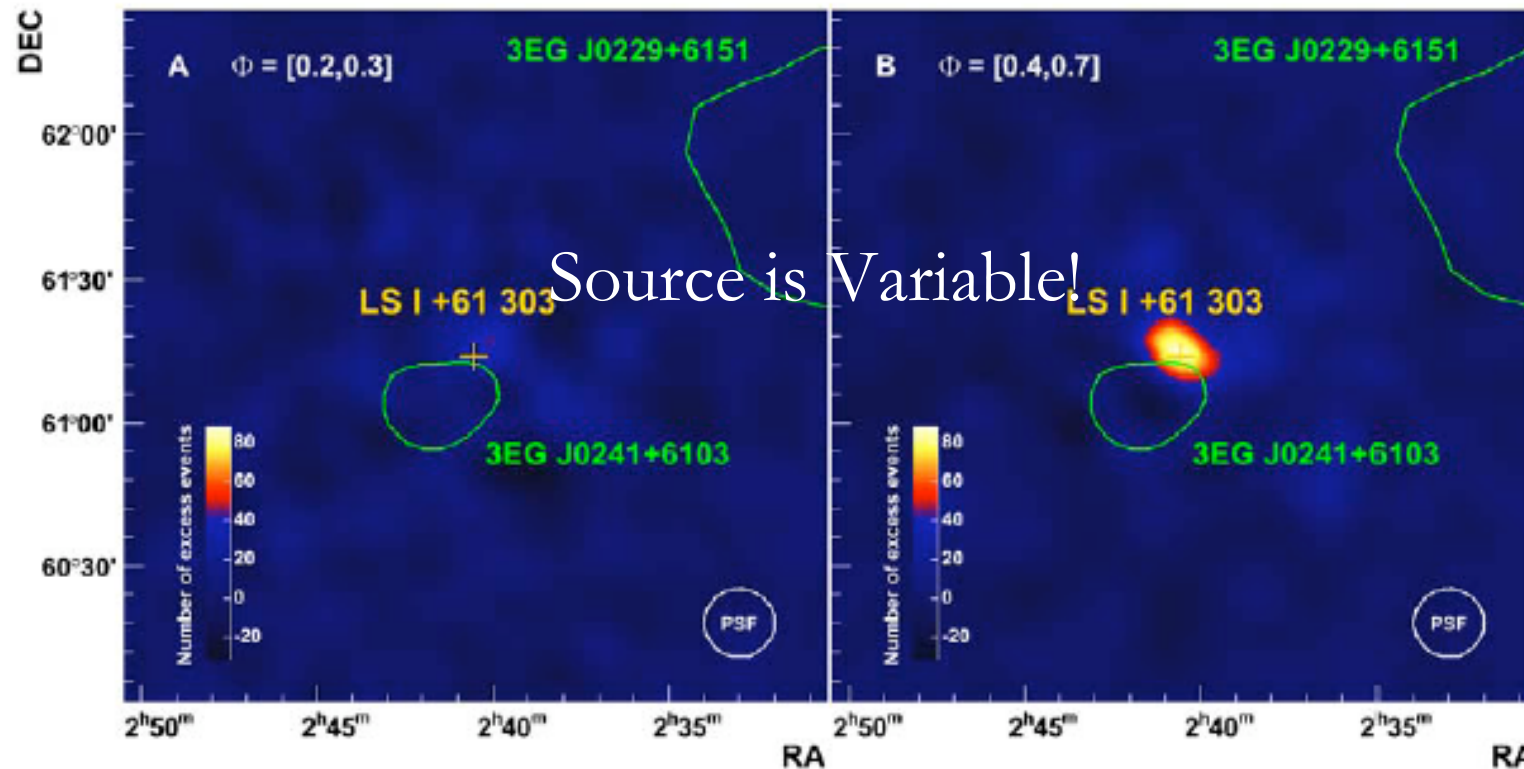 DEC
A Φ = [0.2,0.3]
3EG J0229+6151
B Φ = [0.4,0.7]
3EG J0229+6151
62°00'
61°30'
61°00'
60°30'
Source is Variable!
LS I +61 303
LS I +61 303
3EG J0241+6103
3EG J0241+6103
Number of excess events
80
60
40
20
0
-20
PSF
Number of excess events
80
60
40
20
0
-20
PSF
2ʰ50ᵐ
2ʰ45ᵐ
2ʰ40ᵐ
2ʰ35ᵐ
RA
2ʰ50ᵐ
2ʰ45ᵐ
2ʰ40ᵐ
2ʰ35ᵐ
RA